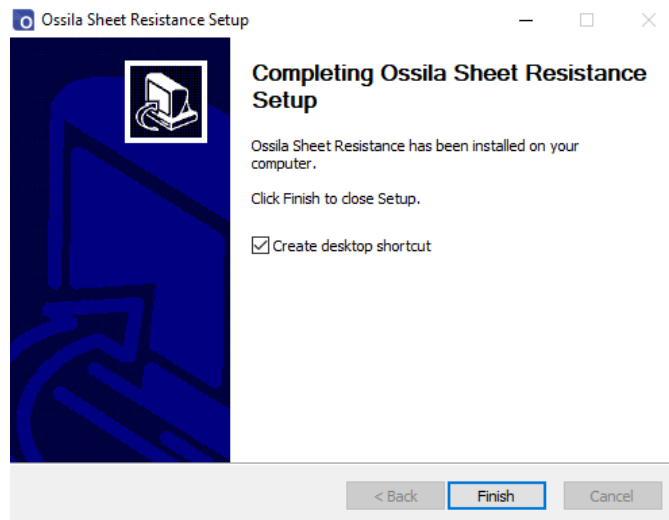 Ossila Sheet Resistance Setup
Completing Ossila Sheet Resistance
Setup
Ossila Sheet Resistance has been installed on your
computer.
Click Finish to close Setup.
Create desktop shortcut
< Back Finish Cancel